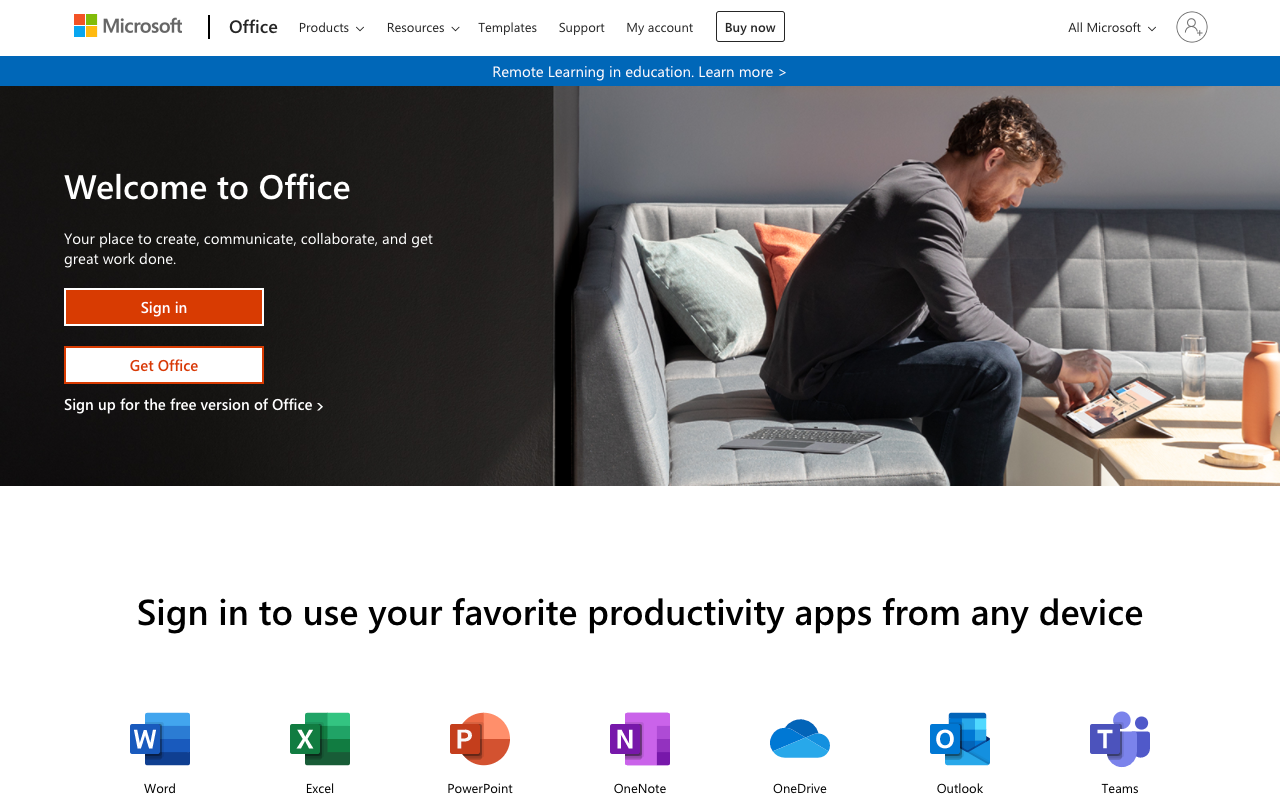 Microsoft Office Products Resources Templates Support My account Buy now All Microsoft
Remote Learning in education. Learn more >
Welcome to Office
Your place to create, communicate, collaborate, and get
great work done.
Sign in
Get Office
Sign up for the free version of Office >
Sign in to use your favorite productivity apps from any device
W X P N O T
Word Excel PowerPoint OneNote OneDrive Outlook Teams